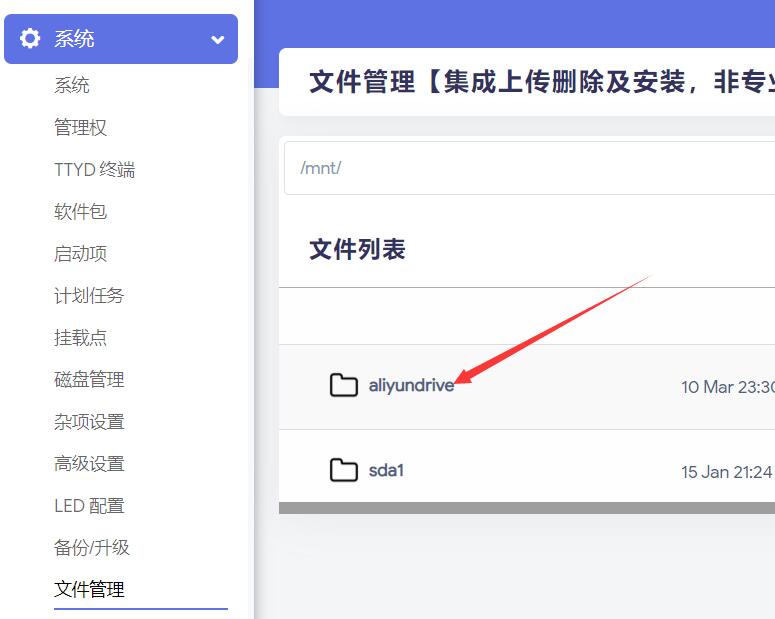 系统
系统
管理权
TTYD 终端
软件包
启动项
计划任务
挂载点
磁盘管理
杂项设置
高级设置
LED 配置
备份/升级
文件管理
文件管理【集成上传删除及安装，非专业
/mnt/
文件列表
aliyundrive 10 Mar 23:30
sda1 15 Jan 21:24